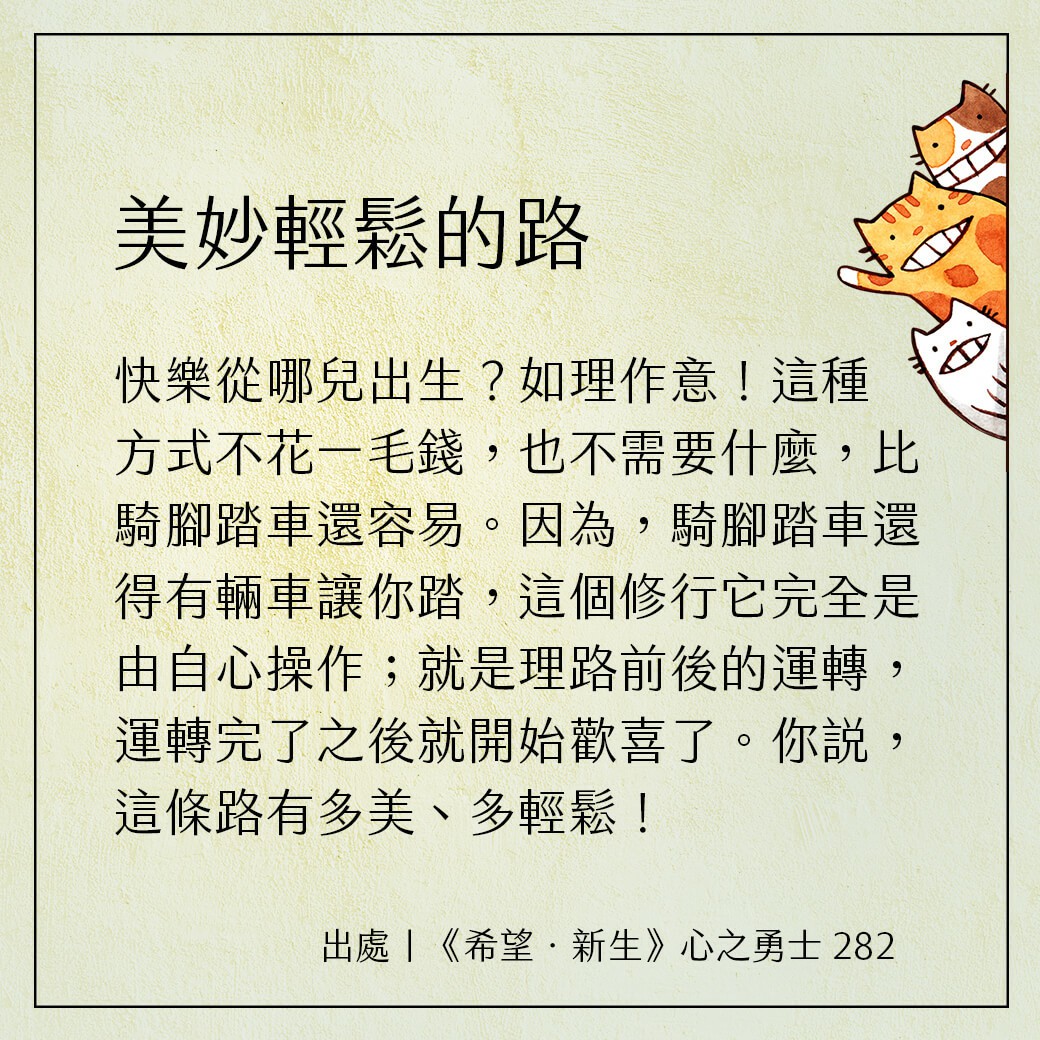 美妙輕鬆的路
快樂從哪兒出生？如理作意！這種
方式不花一毛錢，也不需要什麼，比
騎腳踏車還容易。因為，騎腳踏車還
得有輛車讓你踏，這個修行它完全是
由自心操作；就是理路前後的運轉，
運轉完了之後就開始歡喜了。你説，
這條路有多美、多輕鬆！
出處｜《希望．新生》心之勇士 282